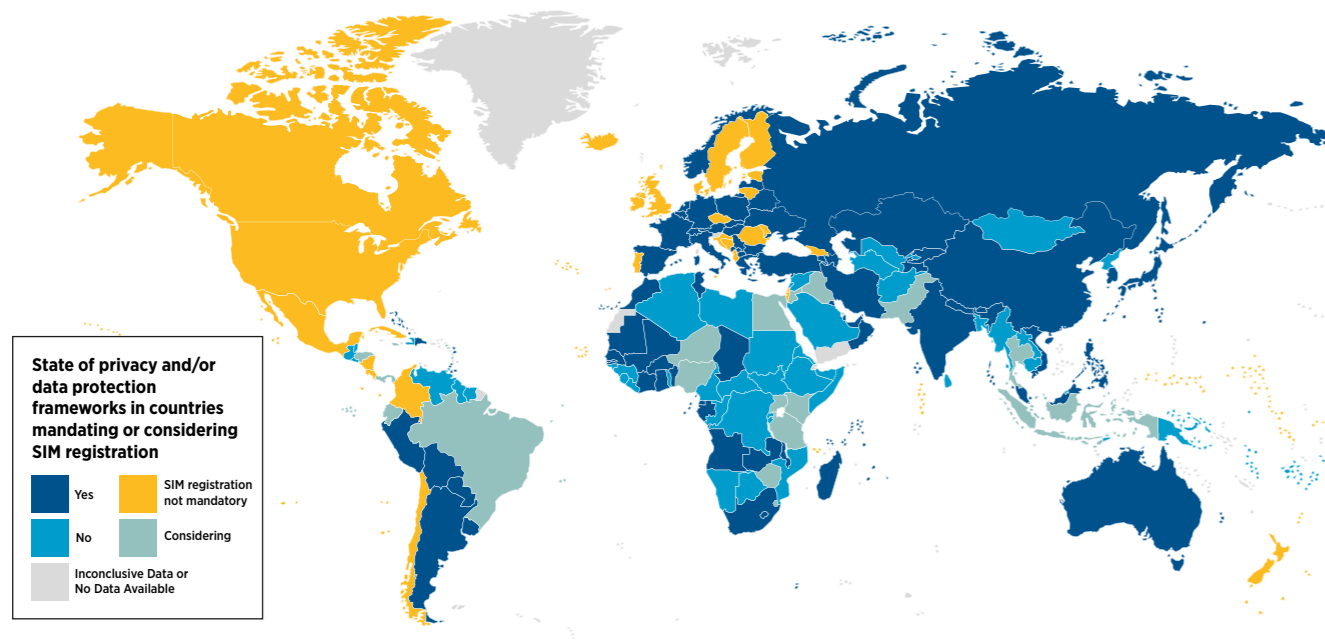 State of privacy and/or
data protection
frameworks in countries
mandating or considering
SIM registration
Yes
SIM registration
not mandatory
No
Considering
Inconclusive Data or
No Data Available